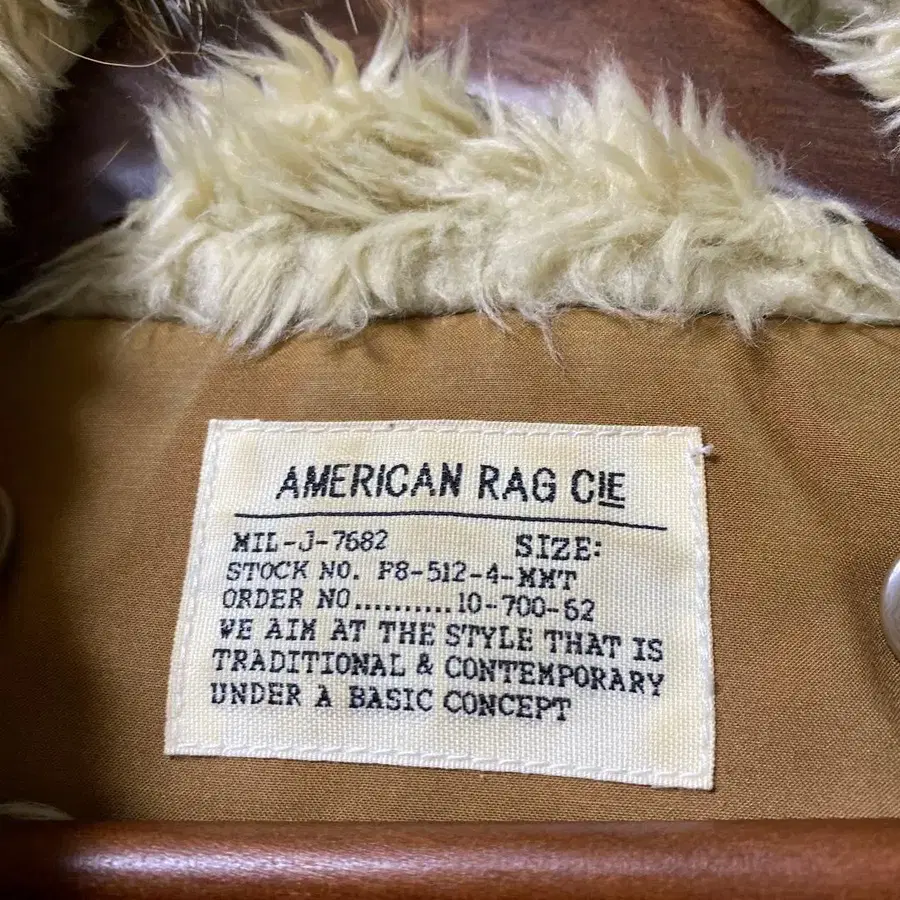 AMERICAN RAG CIE
MIL-J-7682 SIZE:
STOCK NO. F8-512-4-MMT
ORDER NO..........10-700-62
WE AIM AT THE STYLE THAT IS
TRADITIONAL & CONTEMPORARY
UNDER A BASIC CONCEPT